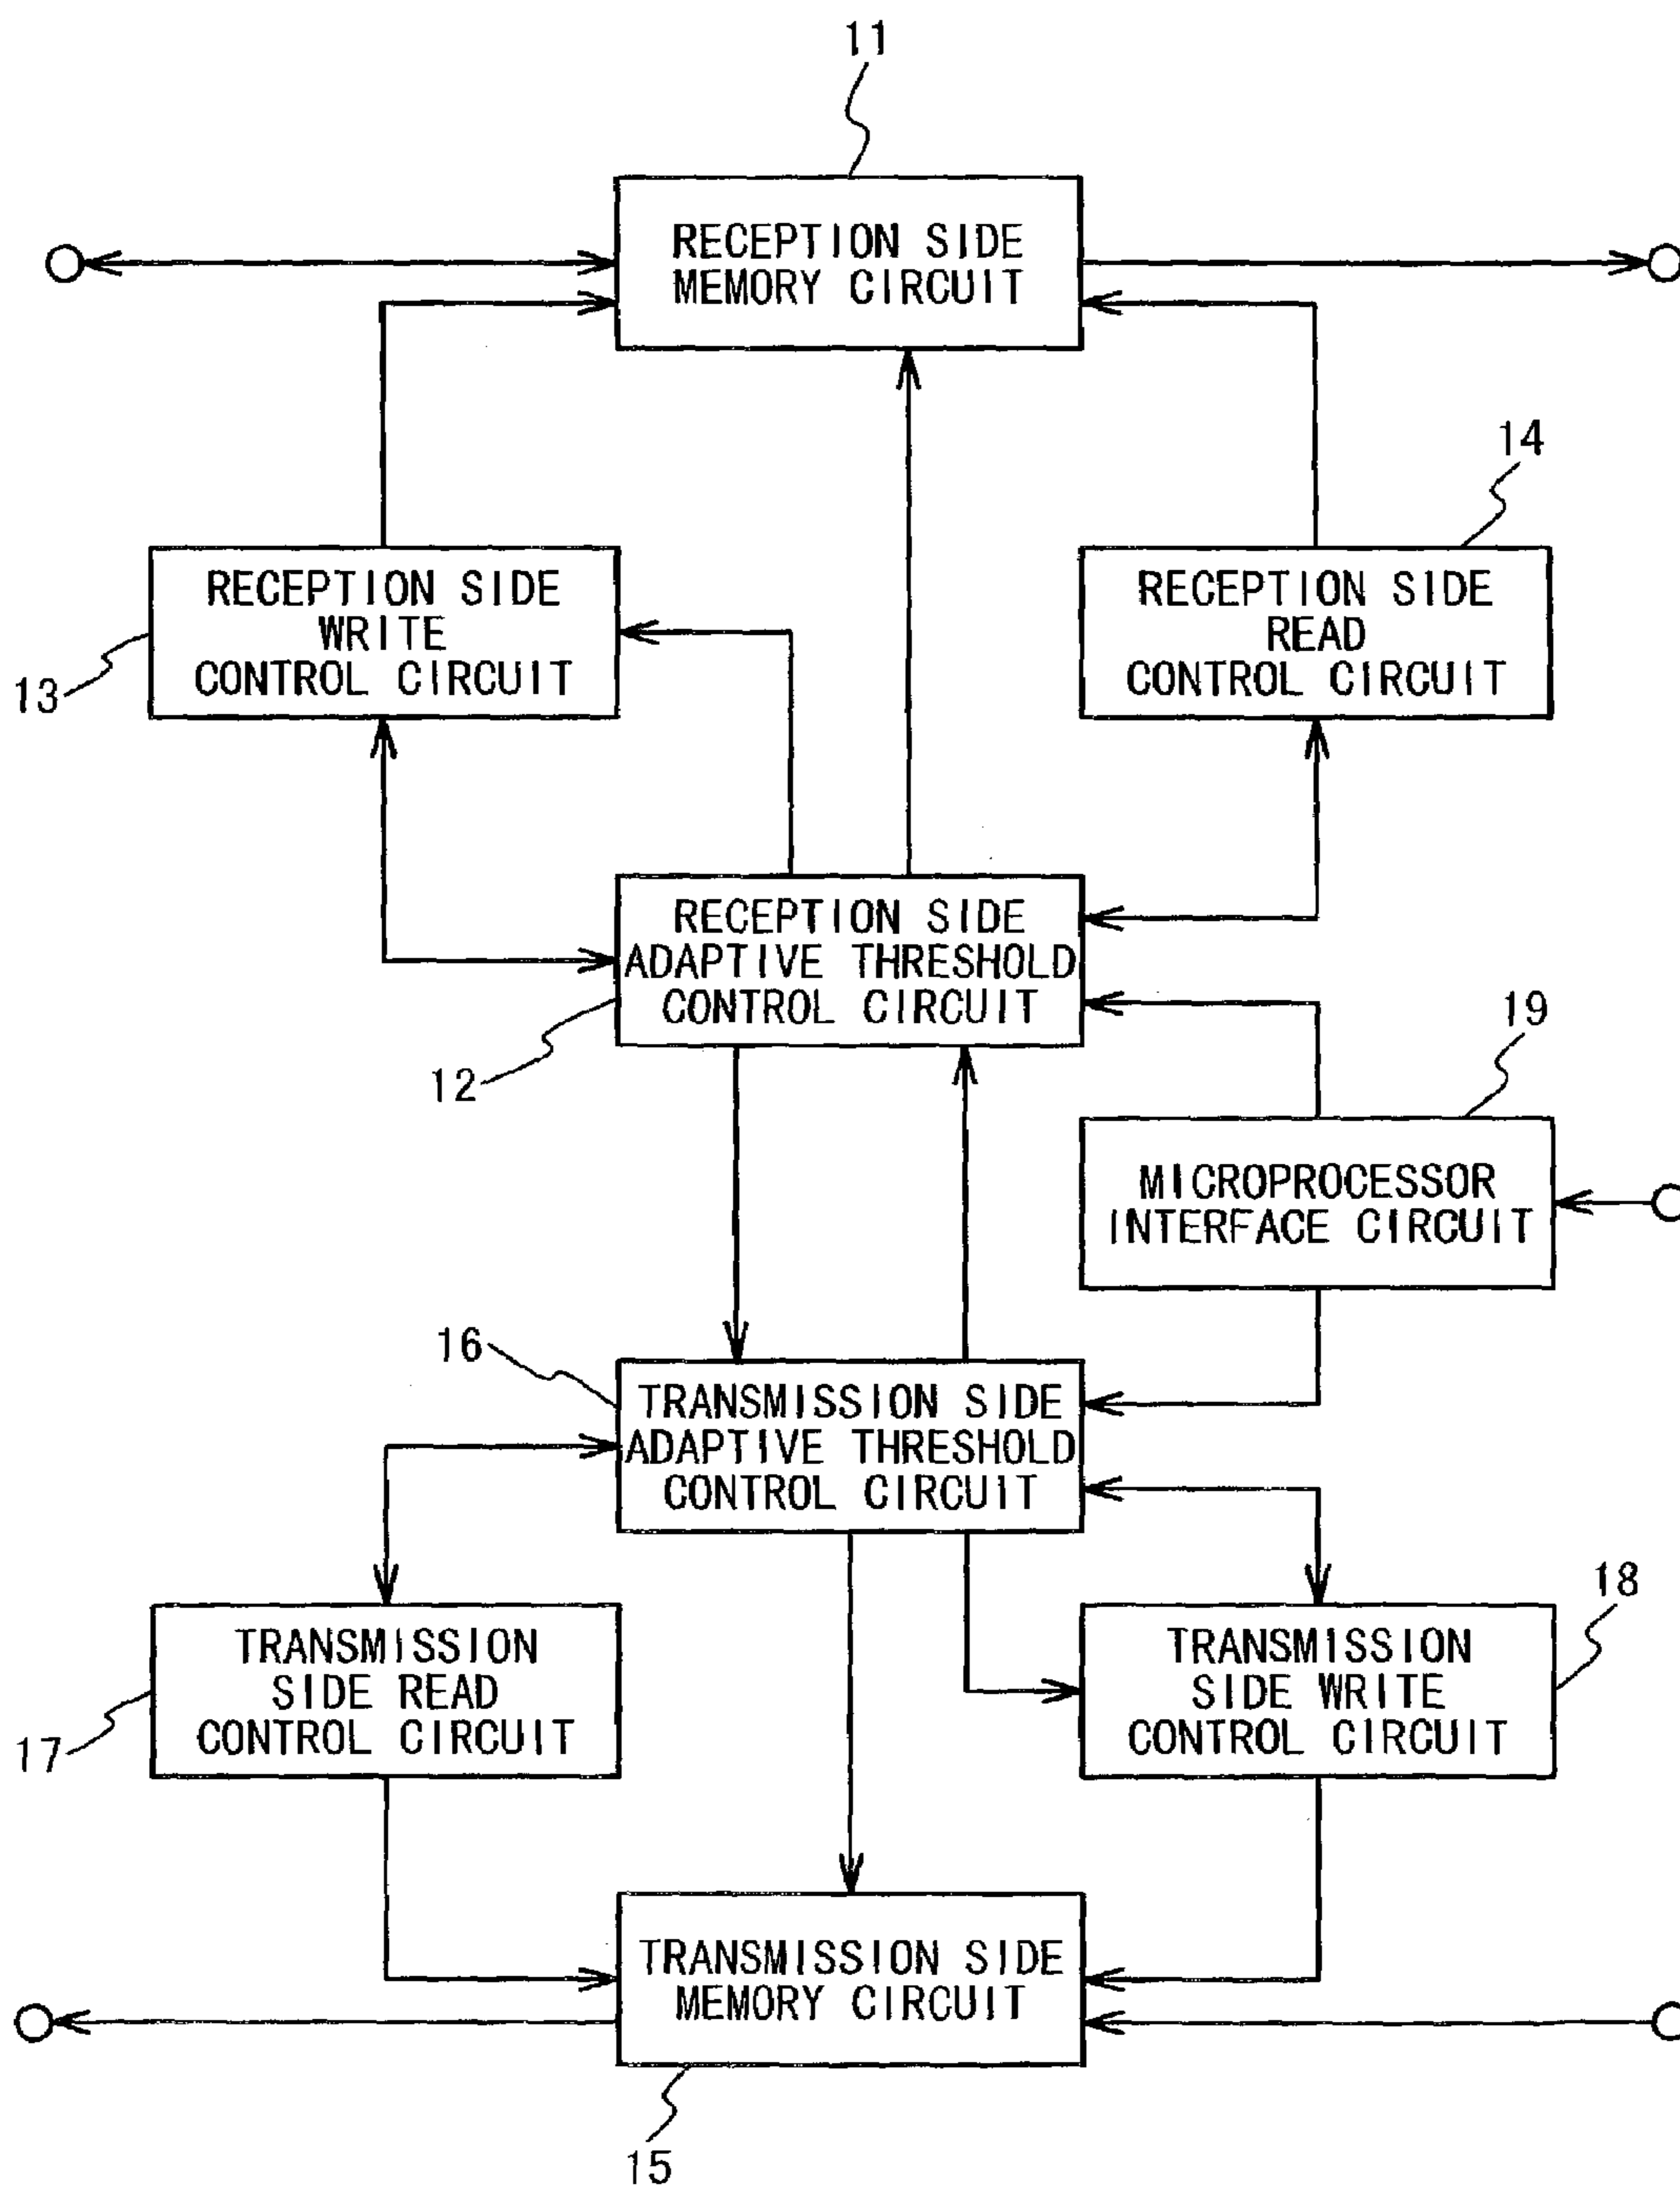 11
RECEPTION SIDE
MEMORY CIRCUIT
14
RECEPTION SIDE
WRITE
CONTROL CIRCUIT
13
RECEPTION SIDE
READ
CONTROL CIRCUIT
RECEPTION SIDE
ADAPTIVE THRESHOLD
CONTROL CIRCUIT
12
19
MICROPROCESSOR
INTERFACE CIRCUIT
16
TRANSMISSION SIDE
ADAPTIVE THRESHOLD
CONTROL CIRCUIT
18
TRANSMISSION
SIDE READ
CONTROL CIRCUIT
17
TRANSMISSION
SIDE WRITE
CONTROL CIRCUIT
TRANSMISSION SIDE
MEMORY CIRCUIT
15